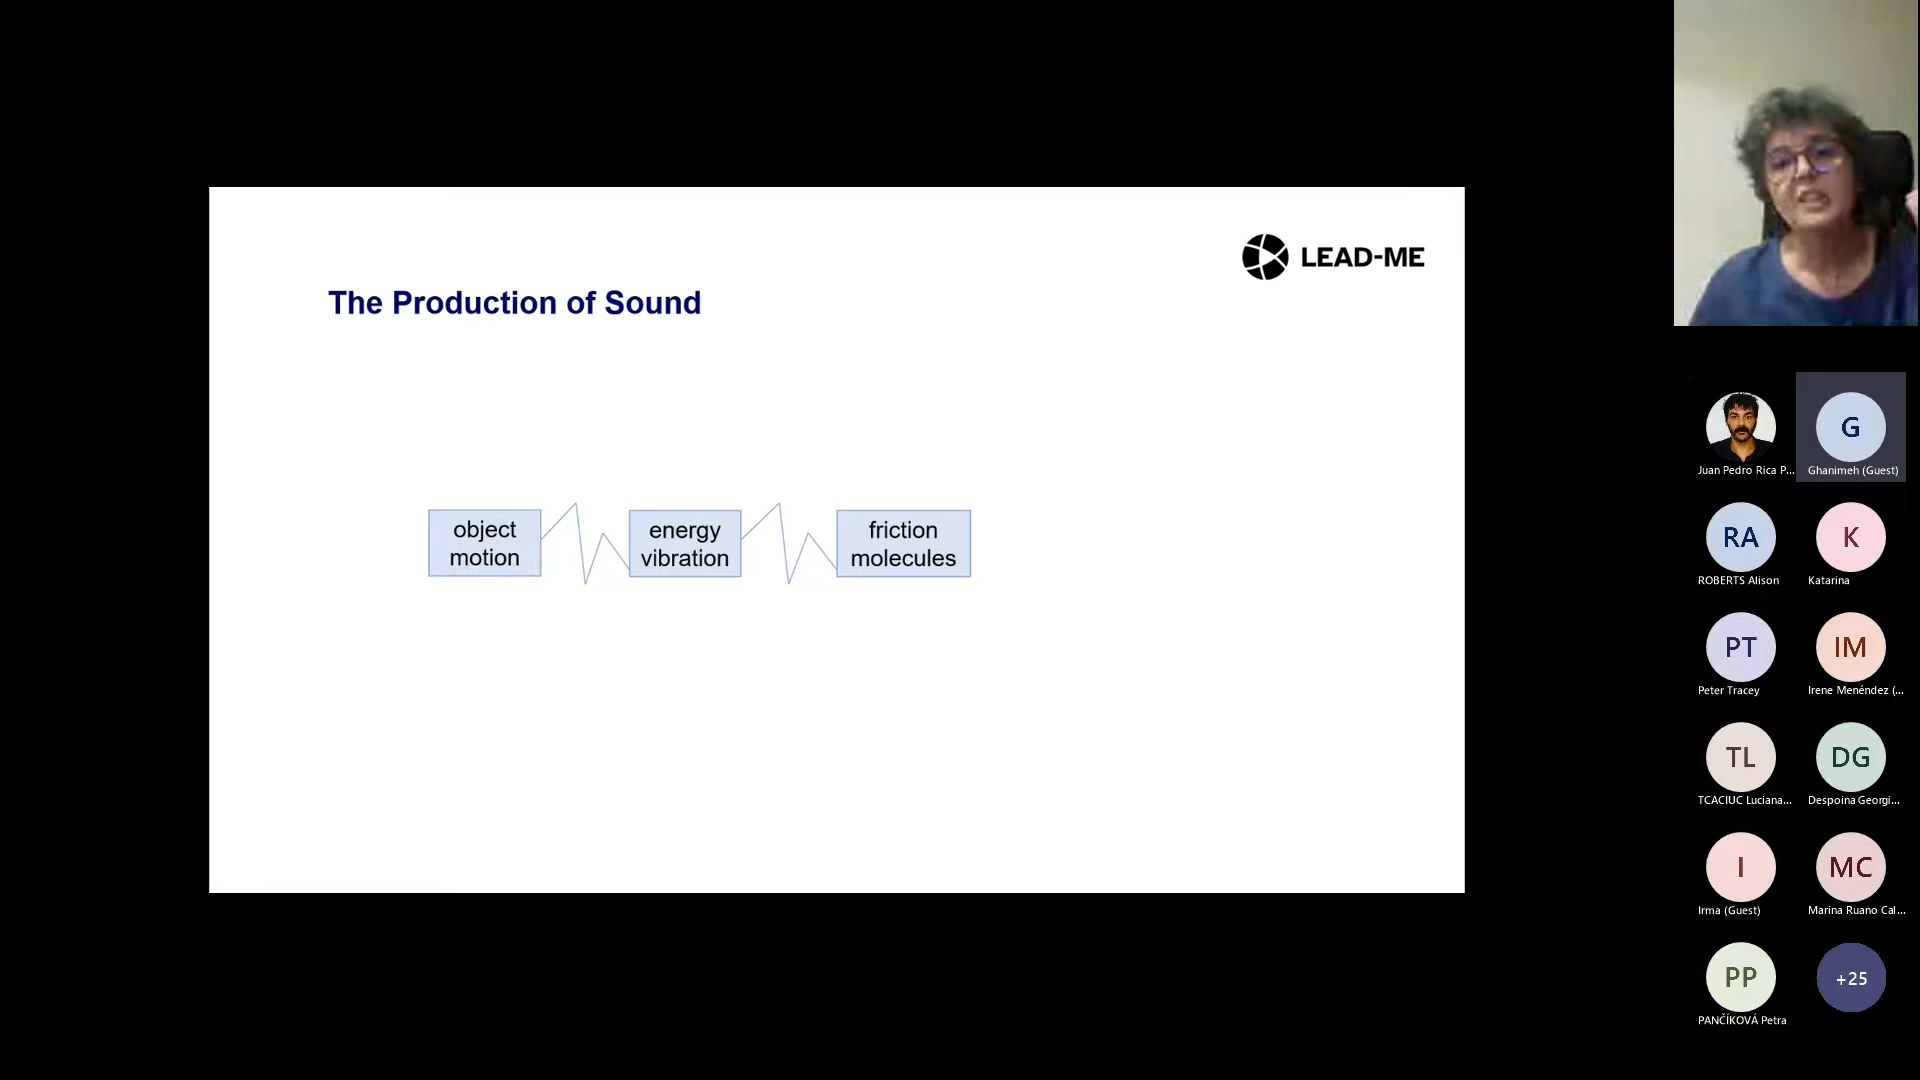 LEAD-ME
The Production of Sound
object
motion
energy
vibration
friction
molecules
Juan Pedro Rica P...
G
Ghanimeh (Guest)
RA
ROBERTS Alison
K
Katarina
PT
Peter Tracey
IM
Irene Menéndez (...
TL
TCACIUC Luciana...
DG
Despoina Georgi...
I
Irma (Guest)
MC
Marina Ruano Cal...
PP
PANČÍKOVÁ Petra
+25